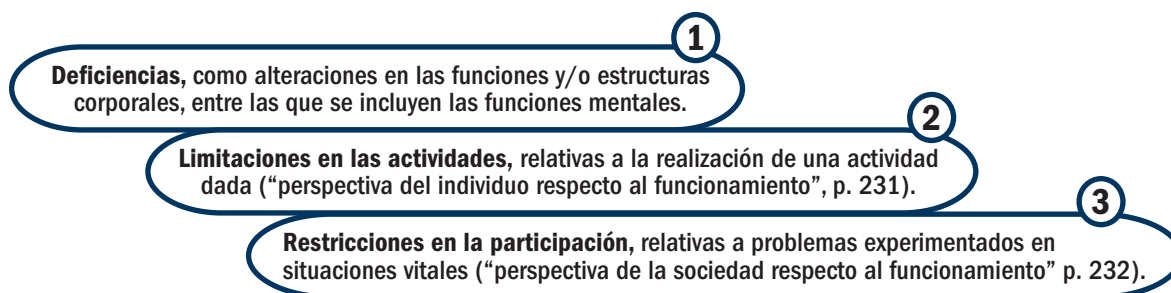 1
Deficiencias, como alteraciones en las funciones y/o estructuras
corporales, entre las que se incluyen las funciones mentales.
2
Limitaciones en las actividades, relativas a la realización de una actividad
dada (“perspectiva del individuo respecto al funcionamiento”, p. 231).
3
Restricciones en la participación, relativas a problemas experimentados en
situaciones vitales (“perspectiva de la sociedad respecto al funcionamiento” p. 232).